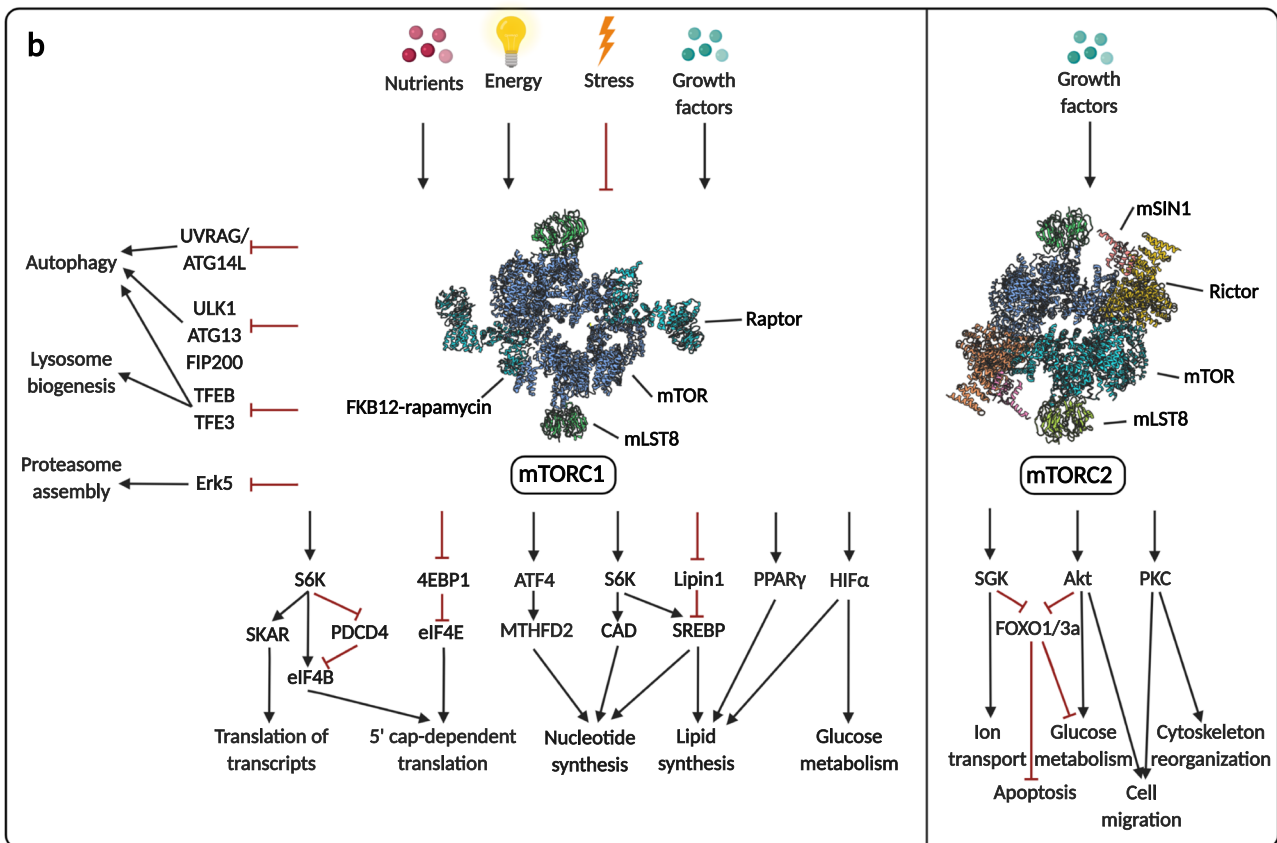 b
Nutrients
Energy
Stress
Growth
factors
UVRAG/
ATG14L
Autophagy
ULK1
ATG13
FIP200
Lysosome
biogenesis
TFEB
TFE3
Proteasome
assembly
Erk5
Raptor
FKB12-rapamycin
mTOR
mLST8
mTORC1
S6K
4EBP1
ATF4
S6K
Lipin1
PPARγ
HIFα
SKAR
PDCD4
eIF4E
MTHFD2
CAD
SREBP
eIF4B
Translation of
transcripts
5' cap-dependent
translation
Nucleotide
synthesis
Lipid
synthesis
Glucose
metabolism
Growth
factors
mSIN1
Rictor
mTOR
mLST8
mTORC2
SGK
Akt
PKC
FOXO1/3a
Ion
transport
Glucose
metabolism
Cytoskeleton
reorganization
Apoptosis
Cell
migration